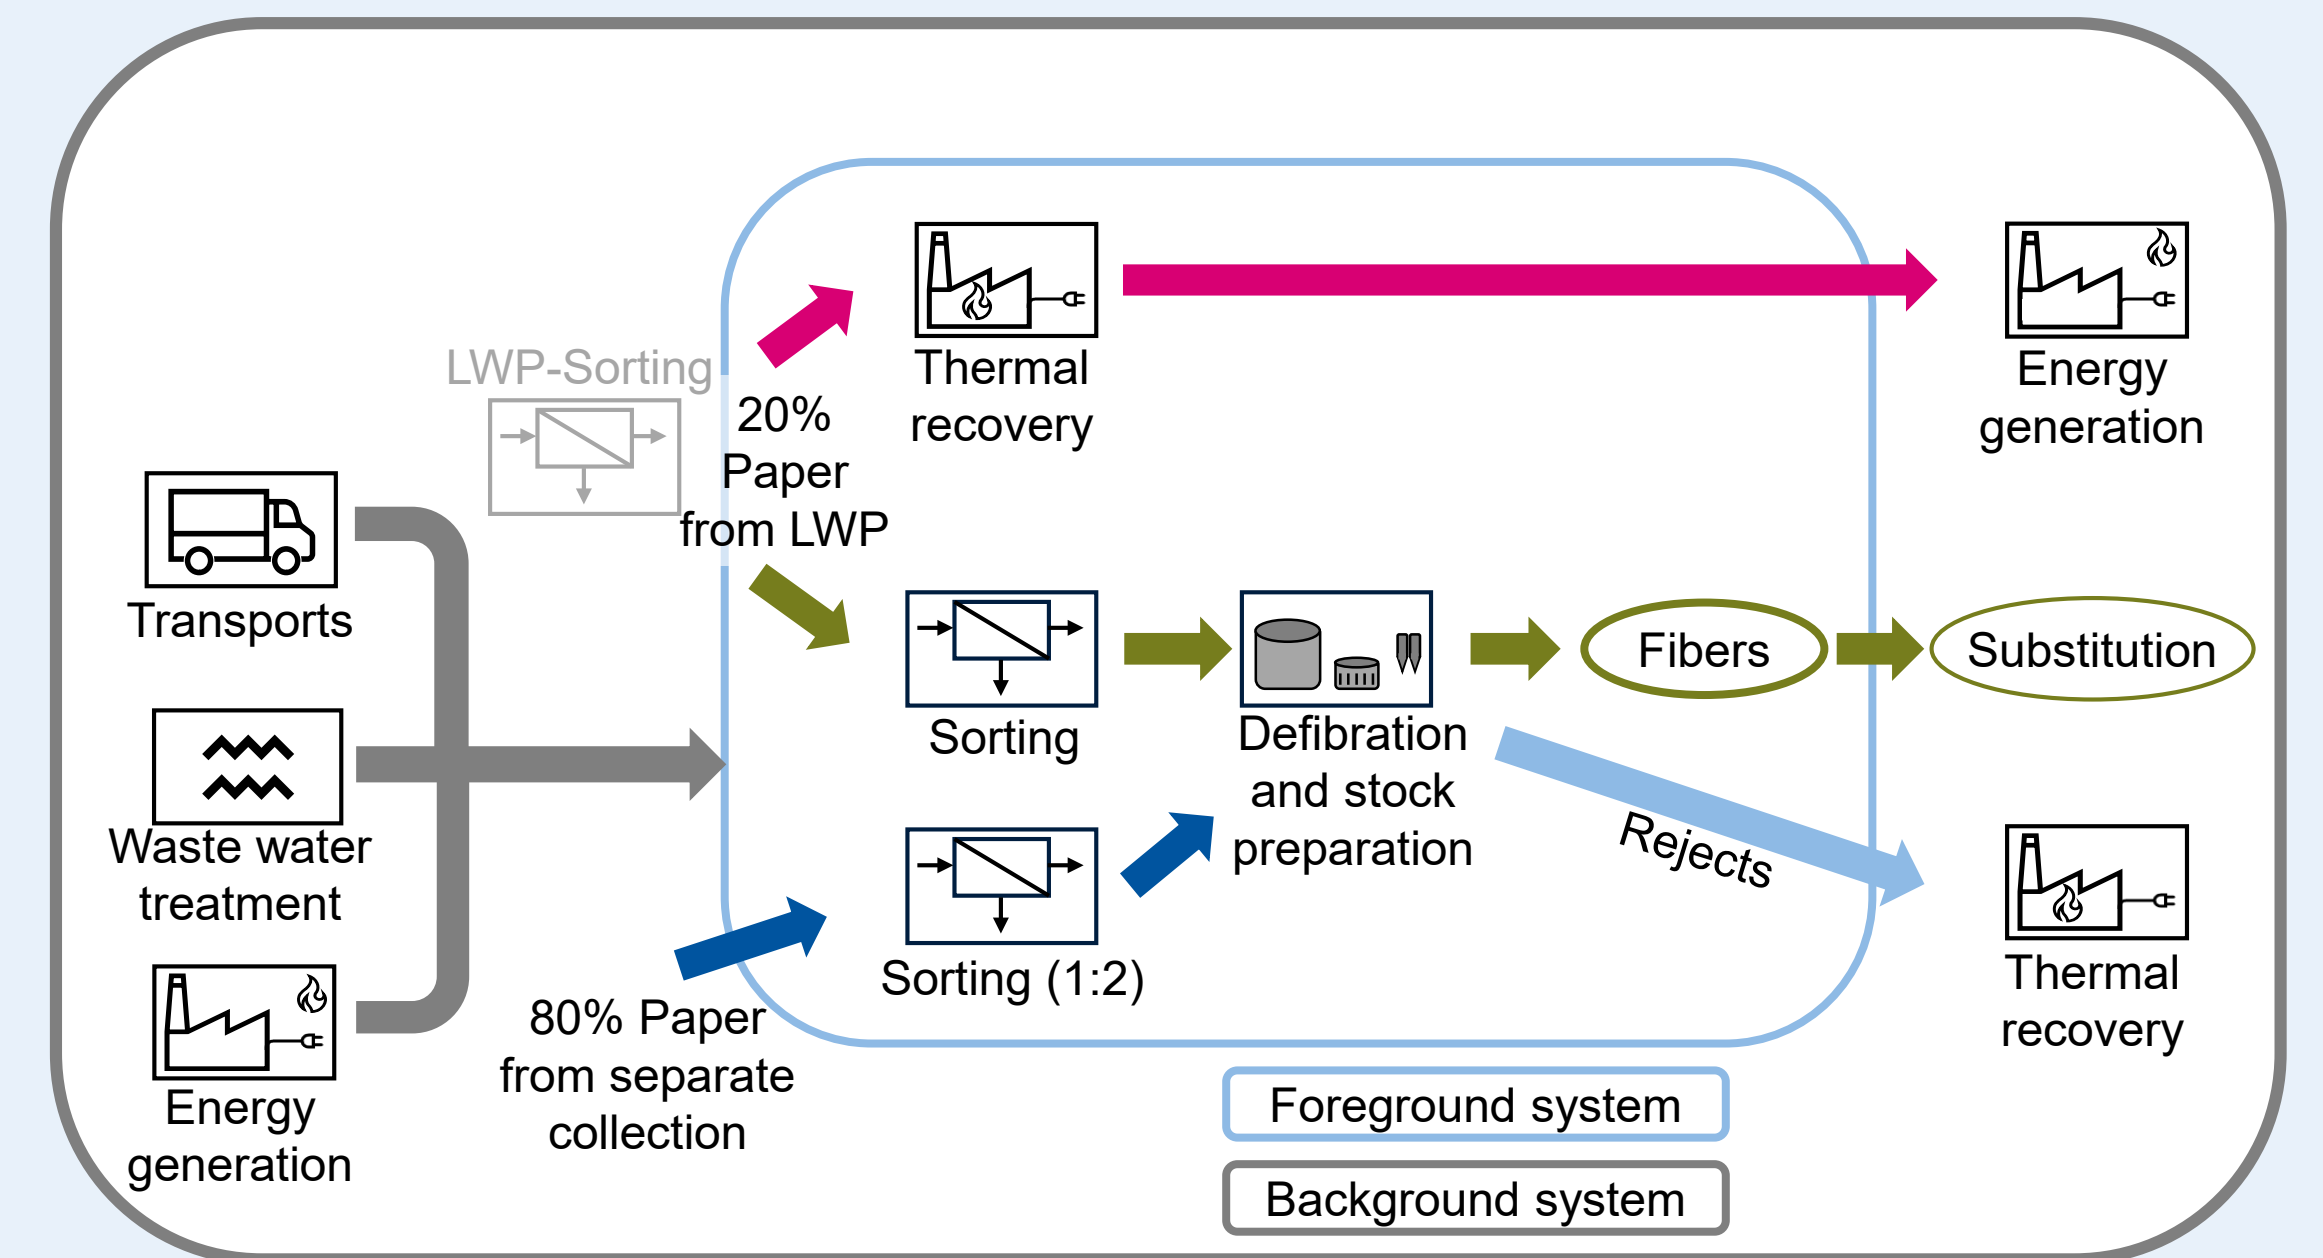 LWP-Sorting
20%
Paper
from LWP
Thermal
recovery
Energy
generation
Transports
Waste water
treatment
Energy
generation
80% Paper
from separate
collection
Sorting
Sorting (1:2)
Defibration
and stock
preparation
Fibers
Substitution
Rejects
Thermal
recovery
Foreground system
Background system